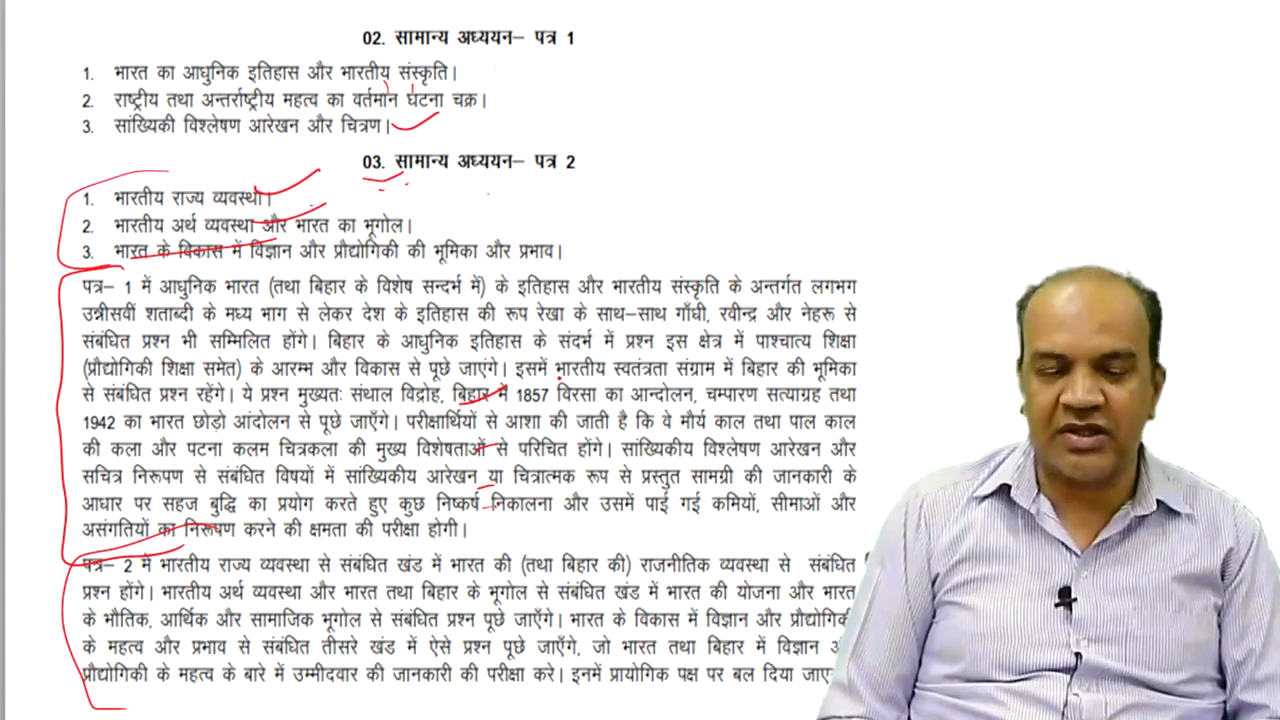 02. सामान्य अध्ययन– पत्र 1
1. भारत का आधुनिक इतिहास और भारतीय संस्कृति।
2. राष्ट्रीय तथा अन्तर्राष्ट्रीय महत्व का वर्तमान घटना चक्र।
3. सांख्यिकी विश्लेषण आरेखन और चित्रण।
03. सामान्य अध्ययन– पत्र 2
1. भारतीय राज्य व्यवस्था।
2. भारतीय अर्थ व्यवस्था और भारत का भूगोल।
3. भारत के विकास में विज्ञान और प्रौद्योगिकी की भूमिका और प्रभाव।
पत्र– 1 में आधुनिक भारत (तथा बिहार के विशेष सन्दर्भ में) के इतिहास और भारतीय संस्कृति के अन्तर्गत लगभग
उन्नीसवीं शताब्दी के मध्य भाग से लेकर देश के इतिहास की रूप रेखा के साथ–साथ गाँधी, रवीन्द्र और नेहरू से
संबंधित प्रश्न भी सम्मिलित होंगे। बिहार के आधुनिक इतिहास के संदर्भ में प्रश्न इस क्षेत्र में पाश्चात्य शिक्षा
(प्रौद्योगिकी शिक्षा समेत) के आरम्भ और विकास से पूछे जाएंगे। इसमें भारतीय स्वतंत्रता संग्राम में बिहार की भूमिका
से संबंधित प्रश्न रहेंगे। ये प्रश्न मुख्यतः संथाल विद्रोह, बिहार में 1857 विरसा का आन्दोलन, चम्पारण सत्याग्रह तथा
1942 का भारत छोड़ो आंदोलन से पूछे जाएँगे। परीक्षार्थियों से आशा की जाती है कि वे मौर्य काल तथा पाल काल
की कला और पटना कलम चित्रकला की मुख्य विशेषताओं से परिचित होंगे। सांख्यिकीय विश्लेषण आरेखन और
सचित्र निरूपण से संबंधित विषयों में सांख्यिकीय आरेखन या चित्रात्मक रूप से प्रस्तुत सामग्री की जानकारी के
आधार पर सहज बुद्धि का प्रयोग करते हुए कुछ निष्कर्ष निकालना और उसमें पाई गई कमियों, सीमाओं और
असंगतियों का निरूपण करने की क्षमता की परीक्षा होगी।
पत्र– 2 में भारतीय राज्य व्यवस्था से संबंधित खंड में भारत की (तथा बिहार की) राजनीतिक व्यवस्था से संबंधित
प्रश्न होंगे। भारतीय अर्थ व्यवस्था और भारत तथा बिहार के भूगोल से संबंधित खंड में भारत की योजना और भारत
के भौतिक, आर्थिक और सामाजिक भूगोल से संबंधित प्रश्न पूछे जाएँगे। भारत के विकास में विज्ञान और प्रौद्योगिकी
के महत्व और प्रभाव से संबंधित तीसरे खंड में ऐसे प्रश्न पूछे जाएँगे, जो भारत तथा बिहार में विज्ञान
प्रौद्योगिकी के महत्व के बारे में उम्मीदवार की जानकारी की परीक्षा करे। इनमें प्रायोगिक पक्ष पर बल दिया